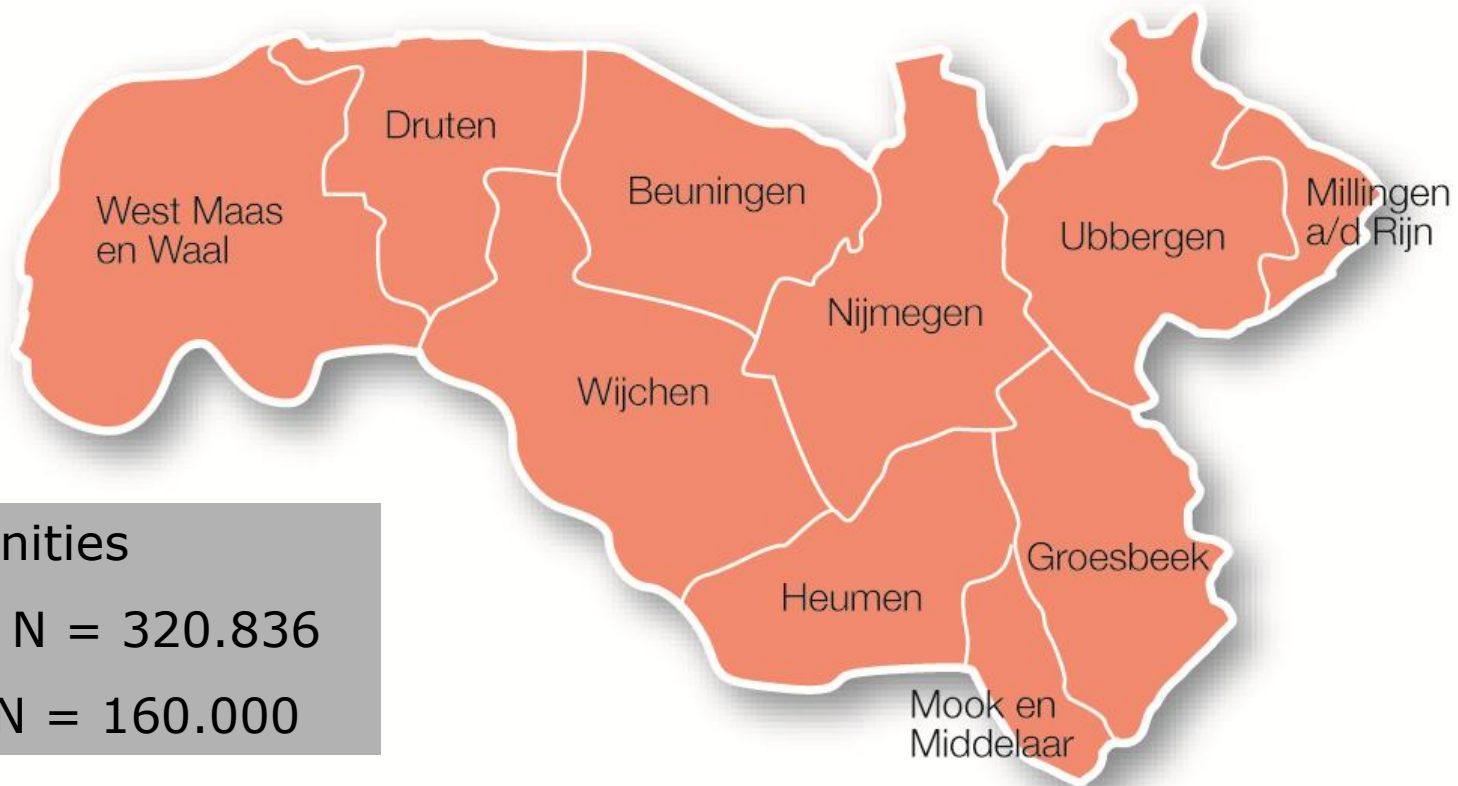 Druten
Beuningen
West Maas
en Waal
Millingen
a/d Rijn
Ubbergen
Nijmegen
Wijchen
Groesbeek
Heumen
Mook en
Middelaar
nities
N = 320.836
N = 160.000